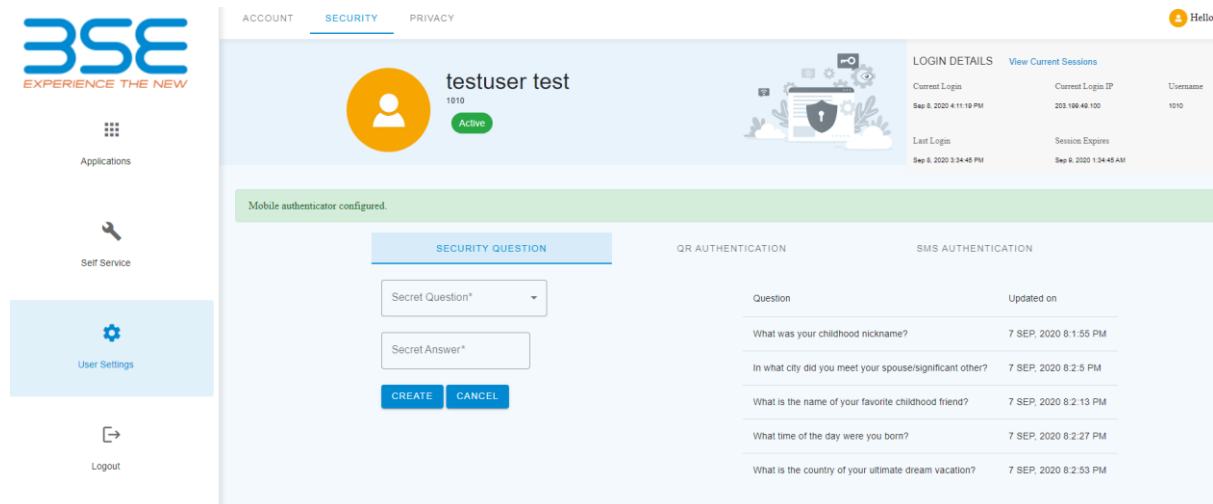 BSE
EXPERIENCE THE NEW
Applications
Self Service
User Settings
Logout
ACCOUNT SECURITY PRIVACY
Hello
testuser test
1010
Active
LOGIN DETAILS View Current Sessions
Current Login Current Login IP Username
Sep 8, 2020 4:11:19 PM 203.199.49.100 1010
Last Login Session Expires
Sep 8, 2020 3:34:45 PM Sep 9, 2020 1:34:45 AM
Mobile authenticator configured.
SECURITY QUESTION QR AUTHENTICATION SMS AUTHENTICATION
Secret Question*
Secret Answer*
CREATE CANCEL
Question Updated on
What was your childhood nickname? 7 SEP, 2020 8:1:55 PM
In what city did you meet your spouse/significant other? 7 SEP, 2020 8:2:5 PM
What is the name of your favorite childhood friend? 7 SEP, 2020 8:2:13 PM
What time of the day were you born? 7 SEP, 2020 8:2:27 PM
What is the country of your ultimate dream vacation? 7 SEP, 2020 8:2:53 PM